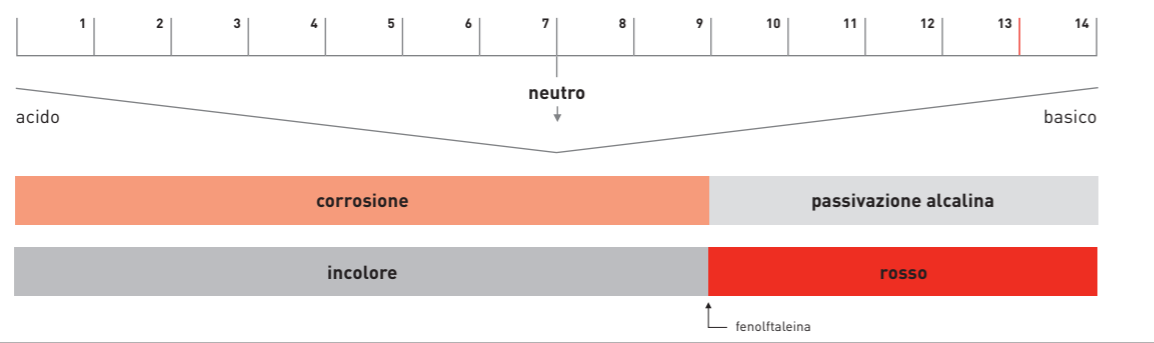 1 2 3 4 5 6 7 8 9 10 11 12 13 14
neutro
acido
basico
corrosione
passivazione alcalina
incolore
rosso
fenolftaleina